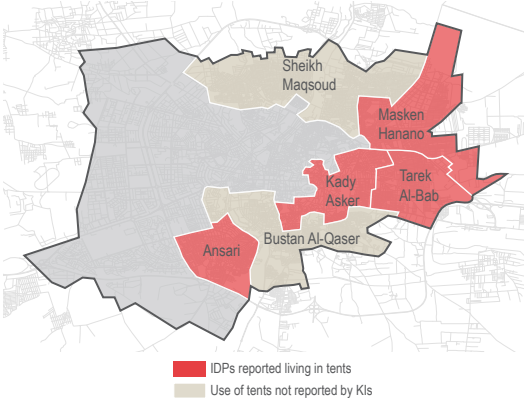 Sheikh
Maqsoud
Masken
Hanano
Kady
Asker
Tarek
Al-Bab
Bustan Al-Qaser
Ansari
IDPs reported living in tents
Use of tents not reported by KIs